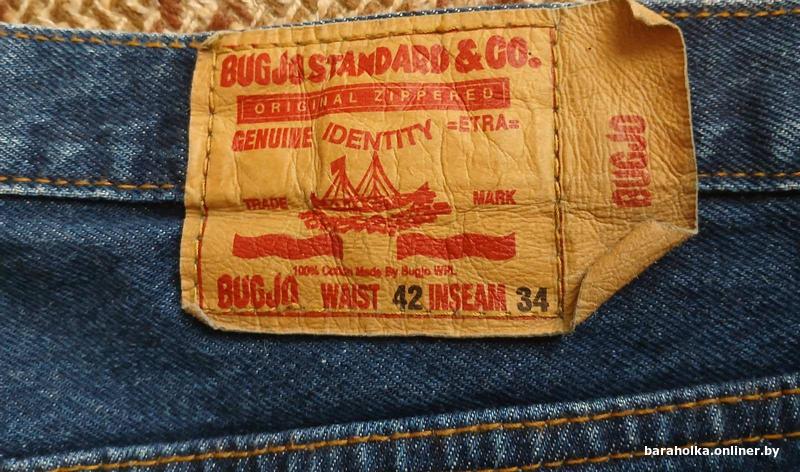 BUGJO STANDARD & CO.
ORIGINAL ZIPPERED
GENUINE IDENTITY =ETRA=
TRADE MARK
100% Cotton Made By Bugjo WPL
BUGJO WAIST 42 INSEAM 34
BUGJO
baraholka.onliner.by